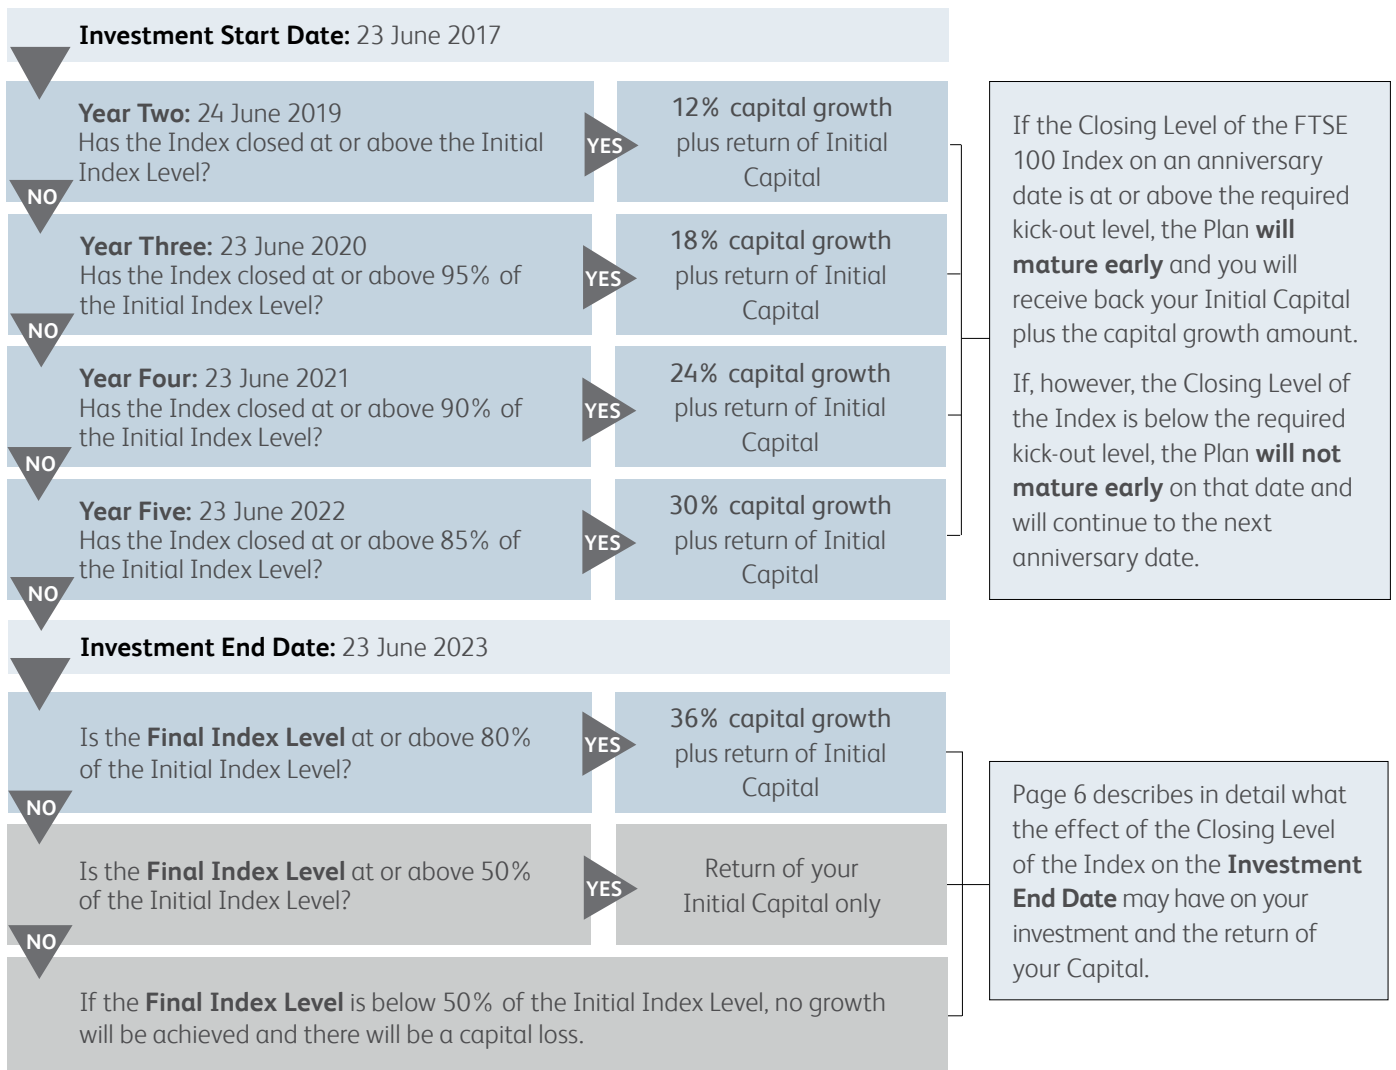 Investment Start Date: 23 June 2017
Year Two: 24 June 2019
Has the Index closed at or above the Initial
Index Level?
YES
12% capital growth
plus return of Initial
Capital
NO
Year Three: 23 June 2020
Has the Index closed at or above 95% of
the Initial Index Level?
YES
18% capital growth
plus return of Initial
Capital
NO
Year Four: 23 June 2021
Has the Index closed at or above 90% of
the Initial Index Level?
YES
24% capital growth
plus return of Initial
Capital
NO
Year Five: 23 June 2022
Has the Index closed at or above 85% of
the Initial Index Level?
YES
30% capital growth
plus return of Initial
Capital
NO
If the Closing Level of the FTSE
100 Index on an anniversary
date is at or above the required
kick-out level, the Plan will
mature early and you will
receive back your Initial Capital
plus the capital growth amount.
If, however, the Closing Level of
the Index is below the required
kick-out level, the Plan will not
mature early on that date and
will continue to the next
anniversary date.
Investment End Date: 23 June 2023
Is the Final Index Level at or above 80%
of the Initial Index Level?
YES
36% capital growth
plus return of Initial
Capital
NO
Is the Final Index Level at or above 50%
of the Initial Index Level?
YES
Return of your
Initial Capital only
NO
If the Final Index Level is below 50% of the Initial Index Level, no growth
will be achieved and there will be a capital loss.
Page 6 describes in detail what
the effect of the Closing Level
of the Index on the Investment
End Date may have on your
investment and the return of
your Capital.